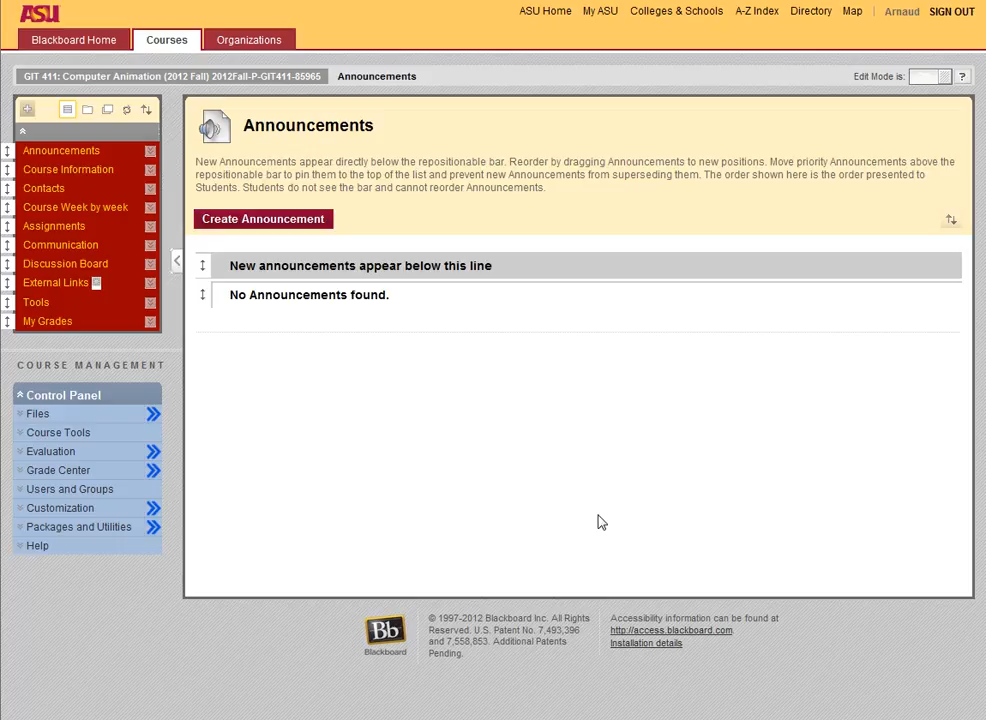 ASU
ASU Home My ASU Colleges & Schools A-Z Index Directory Map | Arnaud SIGN OUT
Blackboard Home Courses Organizations
GIT 411: Computer Animation (2012 Fall) 2012Fall-P-GIT411-85965 Announcements Edit Mode is: ?
Announcements
Course Information
Contacts
Course Week by week
Assignments
Communication
Discussion Board
External Links
Tools
My Grades
COURSE MANAGEMENT
Control Panel
Files
Course Tools
Evaluation
Grade Center
Users and Groups
Customization
Packages and Utilities
Help
Announcements
New Announcements appear directly below the repositionable bar. Reorder by dragging Announcements to new positions. Move priority Announcements above the
repositionable bar to pin them to the top of the list and prevent new Announcements from superseding them. The order shown here is the order presented to
Students. Students do not see the bar and cannot reorder Announcements.
Create Announcement
New announcements appear below this line
No Announcements found.
Bb
Blackboard
© 1997-2012 Blackboard Inc. All Rights
Reserved. U.S. Patent No. 7,493,396
and 7,558,853. Additional Patents
Pending.
Accessibility information can be found at
http://access.blackboard.com.
Installation details